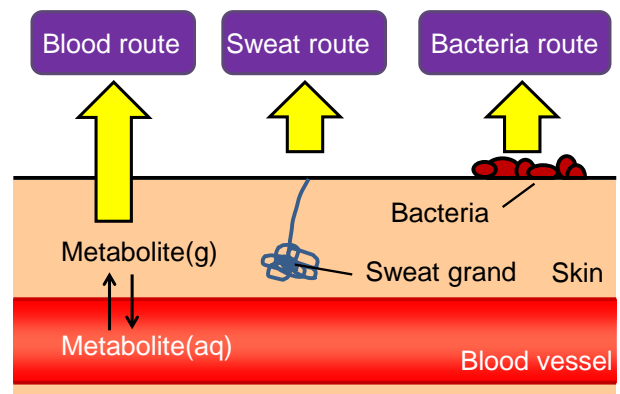 Blood route
Sweat route
Bacteria route
Bacteria
Metabolite(g)
Sweat grand
Skin
Metabolite(aq)
Blood vessel